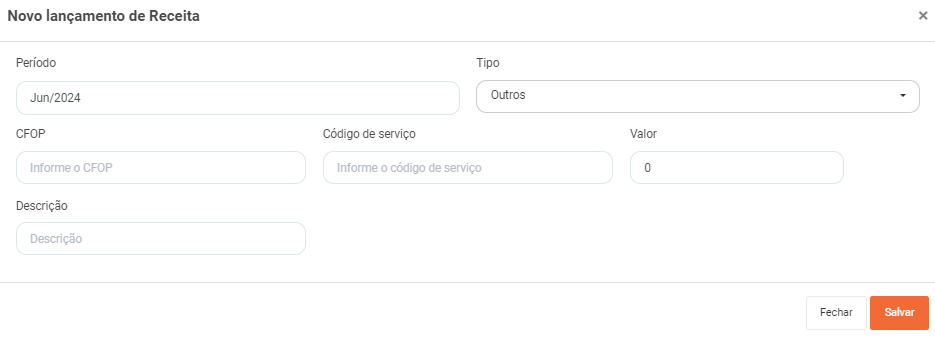 Novo lançamento de Receita ×
Período Tipo
Jun/2024 Outros
CFOP Código de serviço Valor
Informe o CFOP Informe o código de serviço 0
Descrição
Descrição
Fechar Salvar